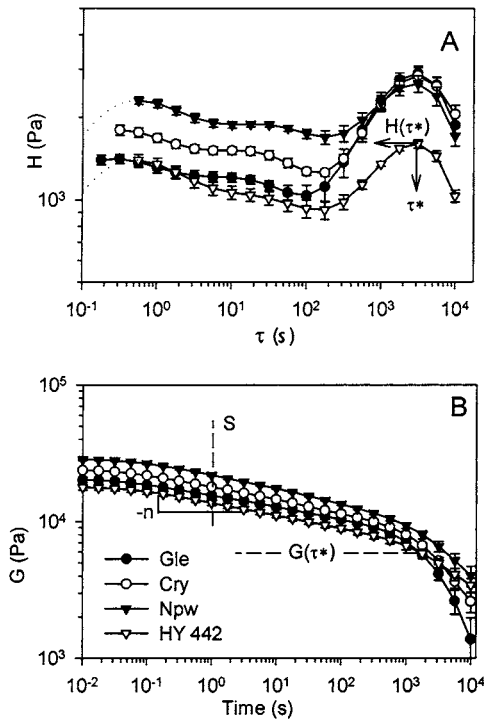 A
H (Pa)
10³
H(τ*)
τ*
10⁻¹ 10⁰ 10¹ 10² 10³ 10⁴
τ (s)
B
10⁵
S
G (Pa)
10⁴
-n
G(τ*)
Gle
Cry
Npw
HY 442
10³
10⁻² 10⁻¹ 10⁰ 10¹ 10² 10³ 10⁴
Time (s)